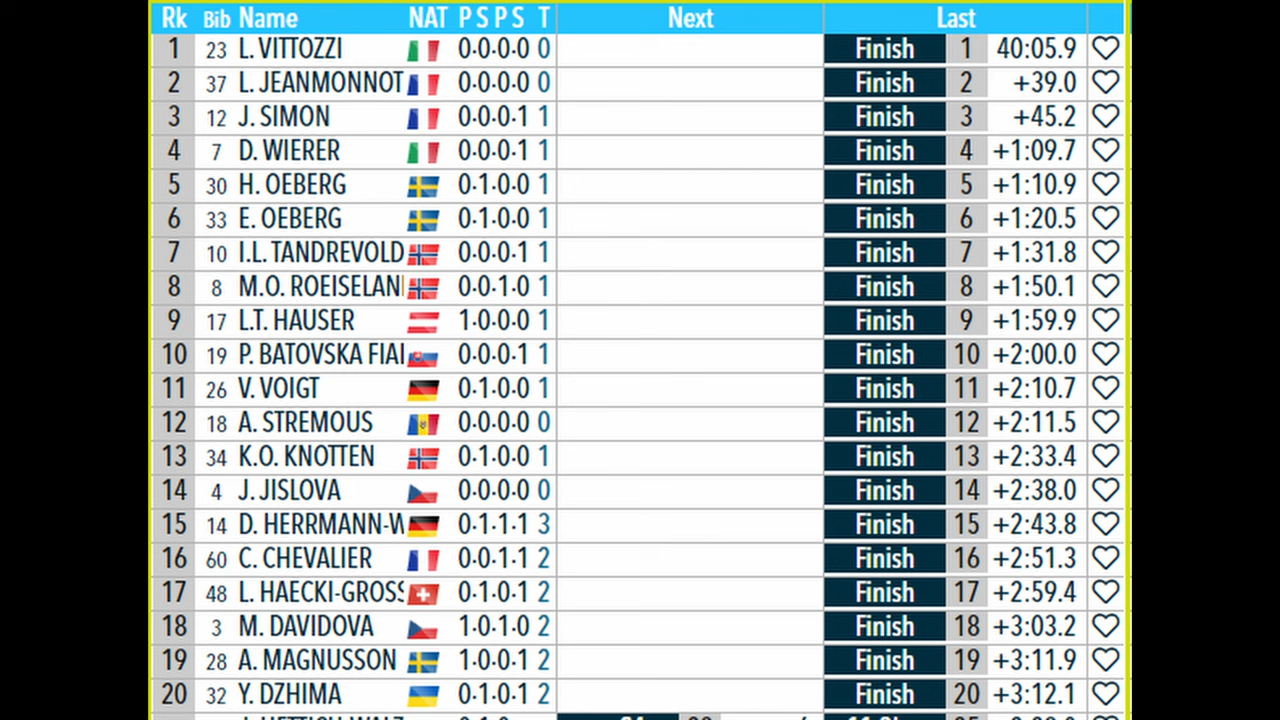 Rk Bib Name NAT P S P S T Next Last
1 23 L. VITTOZZI 0·0·0·0 0 Finish 1 40:05.9
2 37 L. JEANMONNOT 0·0·0·0 0 Finish 2 +39.0
3 12 J. SIMON 0·0·0·1 1 Finish 3 +45.2
4 7 D. WIERER 0·0·0·1 1 Finish 4 +1:09.7
5 30 H. OEBERG 0·1·0·0 1 Finish 5 +1:10.9
6 33 E. OEBERG 0·1·0·0 1 Finish 6 +1:20.5
7 10 I.L. TANDREVOLD 0·0·0·1 1 Finish 7 +1:31.8
8 8 M.O. ROEISELAN 0·0·1·0 1 Finish 8 +1:50.1
9 17 L.T. HAUSER 1·0·0·0 1 Finish 9 +1:59.9
10 19 P. BATOVSKA FIAI 0·0·0·1 1 Finish 10 +2:00.0
11 26 V. VOIGT 0·1·0·0 1 Finish 11 +2:10.7
12 18 A. STREMOUS 0·0·0·0 0 Finish 12 +2:11.5
13 34 K.O. KNOTTEN 0·1·0·0 1 Finish 13 +2:33.4
14 4 J. JISLOVA 0·0·0·0 0 Finish 14 +2:38.0
15 14 D. HERRMANN-W 0·1·1·1 3 Finish 15 +2:43.8
16 60 C. CHEVALIER 0·0·1·1 2 Finish 16 +2:51.3
17 48 L. HAECKI-GROSS 0·1·0·1 2 Finish 17 +2:59.4
18 3 M. DAVIDOVA 1·0·1·0 2 Finish 18 +3:03.2
19 28 A. MAGNUSSON 1·0·0·1 2 Finish 19 +3:11.9
20 32 Y. DZHIMA 0·1·0·1 2 Finish 20 +3:12.1